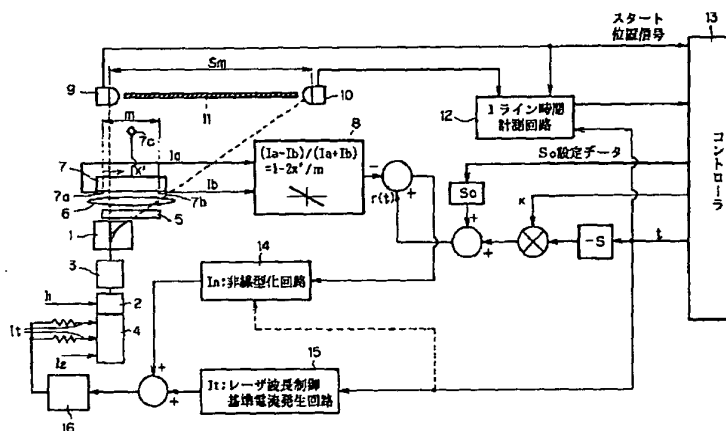 スタート
位置信号
13
Sm
9
10
11
m
7c
Ia
8
12
1ライン時間
計測回路
コントローラ
x'
7
(Ia-Ib)/(Ia+Ib)
=1-2x'/m
So設定データ
Ib
7a
7b
r(t)
So
6
5
1
κ
-S
t
3
14
In:非線型化回路
h
2
It
4
15
Iz
It:レーザ波長制御
基準電流発生回路
16